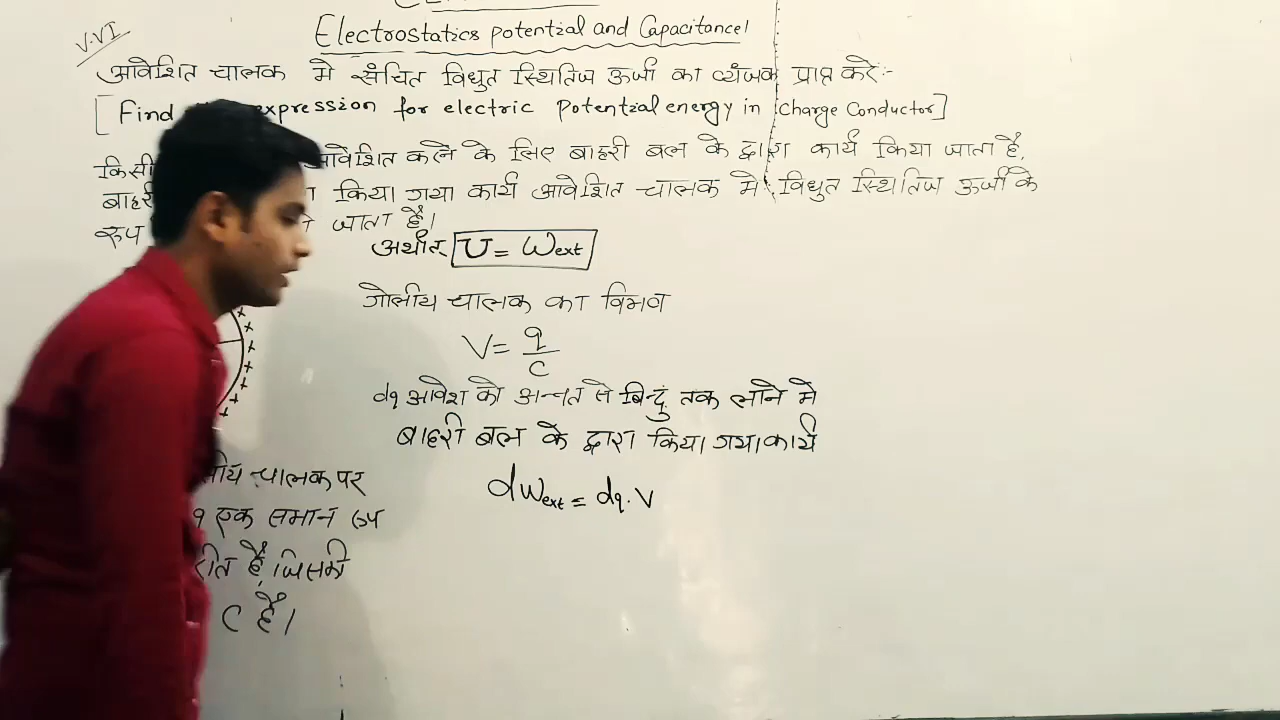 V.VI
Electrostatics potential and Capacitance
आवेशित चालक मे संचित विधुत स्थितिज ऊर्जा का व्यंजक प्राप्त करे:-
[Find expression for electric Potential energy in Charge Conductor]
किसी आवेशित करने के लिए बाहरी बल के द्वारा कार्य किया जाता है,
बाहरी किया गया कार्य आवेशित चालक मे विधुत स्थितिज ऊर्जा के
रुप जाता है।
अर्थात् U = Wext
गोलीय चालक का विभव
V = q/c
dq आवेश को अनन्त से बिन्दु तक लाने मे
बाहरी बल के द्वारा किया गया कार्य
dWext = dq. V
चालक पर
q एक समान रुप
है, जिसकी
C है।